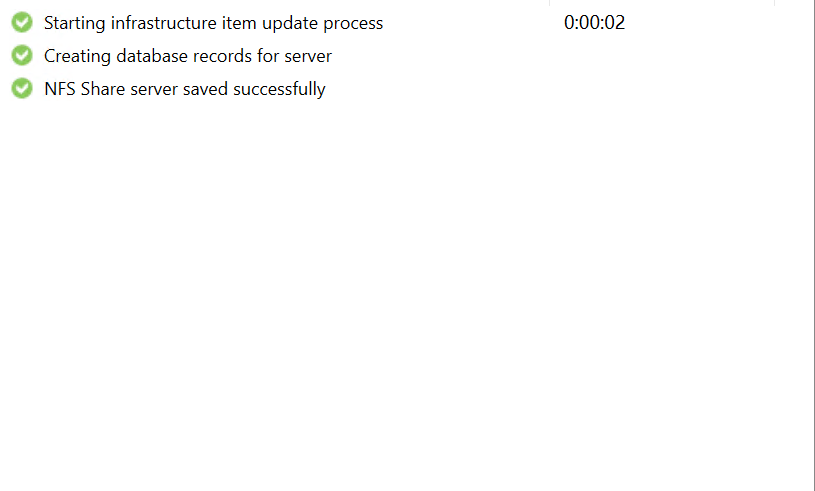 Starting infrastructure item update process 0:00:02
Creating database records for server
NFS Share server saved successfully